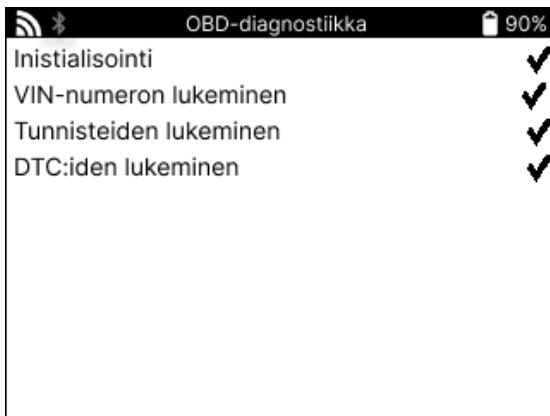 OBD-diagnostiikka 90%
Inistialisointi
VIN-numeron lukeminen
Tunnisteiden lukeminen
DTC:iden lukeminen